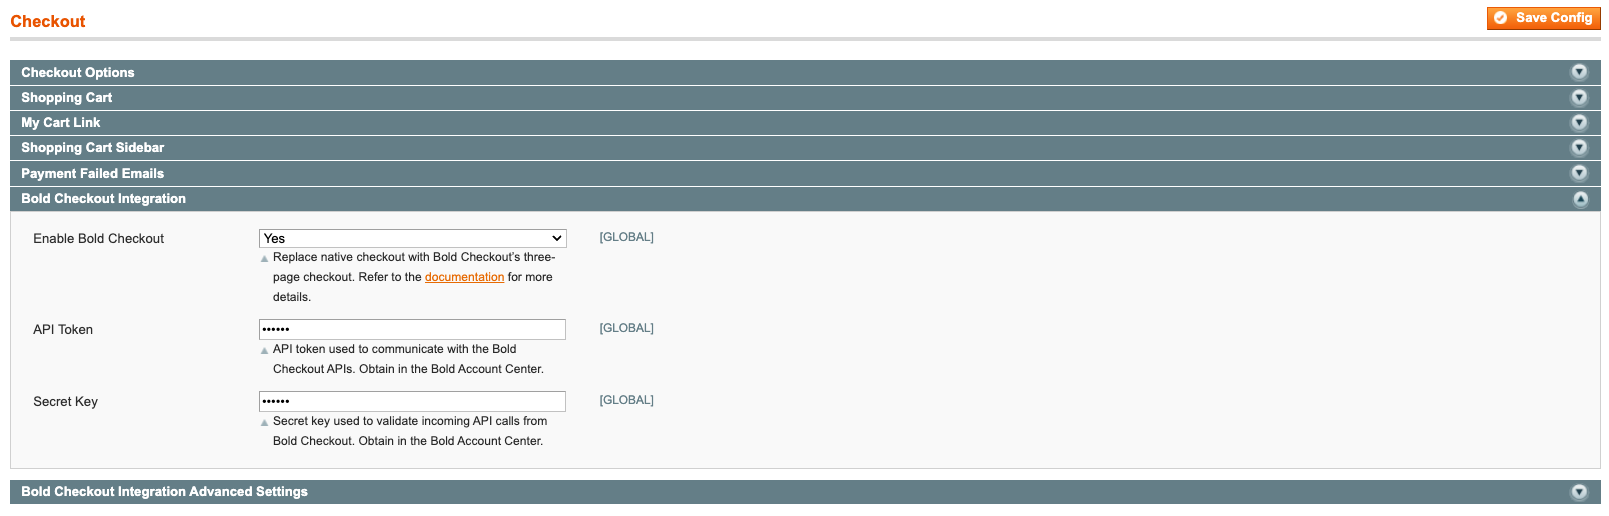 Checkout
Save Config
Checkout Options
Shopping Cart
My Cart Link
Shopping Cart Sidebar
Payment Failed Emails
Bold Checkout Integration
Enable Bold Checkout
Yes
[GLOBAL]
Replace native checkout with Bold Checkout's three-
page checkout. Refer to the documentation for more
details.
API Token
••••••
[GLOBAL]
API token used to communicate with the Bold
Checkout APIs. Obtain in the Bold Account Center.
Secret Key
••••••
[GLOBAL]
Secret key used to validate incoming API calls from
Bold Checkout. Obtain in the Bold Account Center.
Bold Checkout Integration Advanced Settings